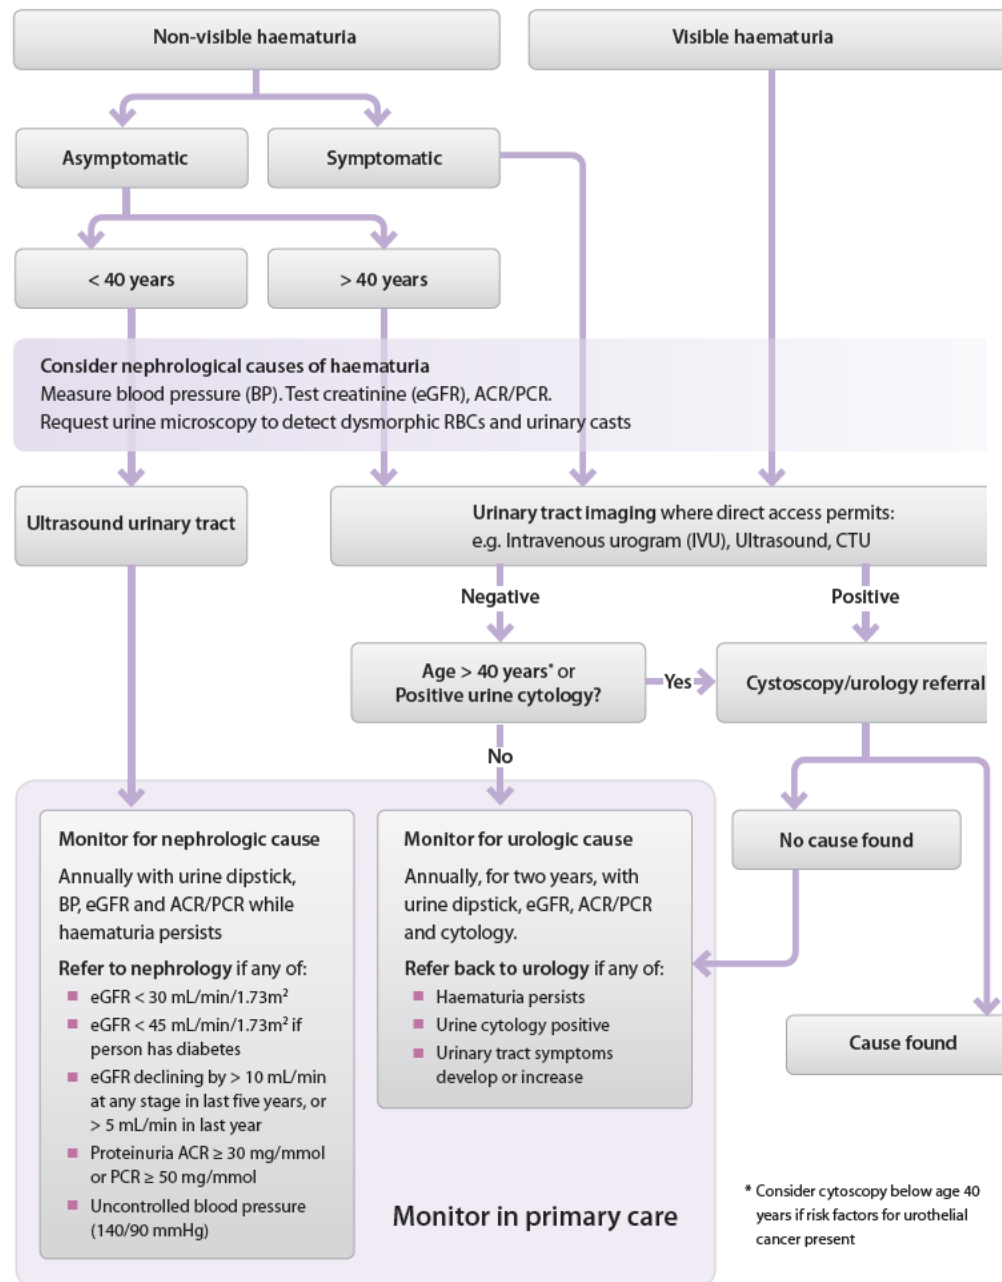 Non-visible haematuria
Visible haematuria
Asymptomatic
Symptomatic
< 40 years
> 40 years
Consider nephrological causes of haematuria
Measure blood pressure (BP). Test creatinine (eGFR), ACR/PCR.
Request urine microscopy to detect dysmorphic RBCs and urinary casts
Ultrasound urinary tract
Urinary tract imaging where direct access permits:
e.g. Intravenous urogram (IVU), Ultrasound, CTU
Negative
Positive
Age > 40 years* or
Positive urine cytology?
Yes
Cystoscopy/urology referral
No
Monitor for nephrologic cause
Annually with urine dipstick,
BP, eGFR and ACR/PCR while
haematuria persists
Refer to nephrology if any of:
eGFR < 30 mL/min/1.73m²
eGFR < 45 mL/min/1.73m² if
person has diabetes
eGFR declining by > 10 mL/min
at any stage in last five years, or
> 5 mL/min in last year
Proteinuria ACR ≥ 30 mg/mmol
or PCR ≥ 50 mg/mmol
Uncontrolled blood pressure
(140/90 mmHg)
Monitor for urologic cause
Annually, for two years, with
urine dipstick, eGFR, ACR/PCR
and cytology.
Refer back to urology if any of:
Haematuria persists
Urine cytology positive
Urinary tract symptoms
develop or increase
No cause found
Cause found
Monitor in primary care
* Consider cytoscopy below age 40
years if risk factors for urothelial
cancer present